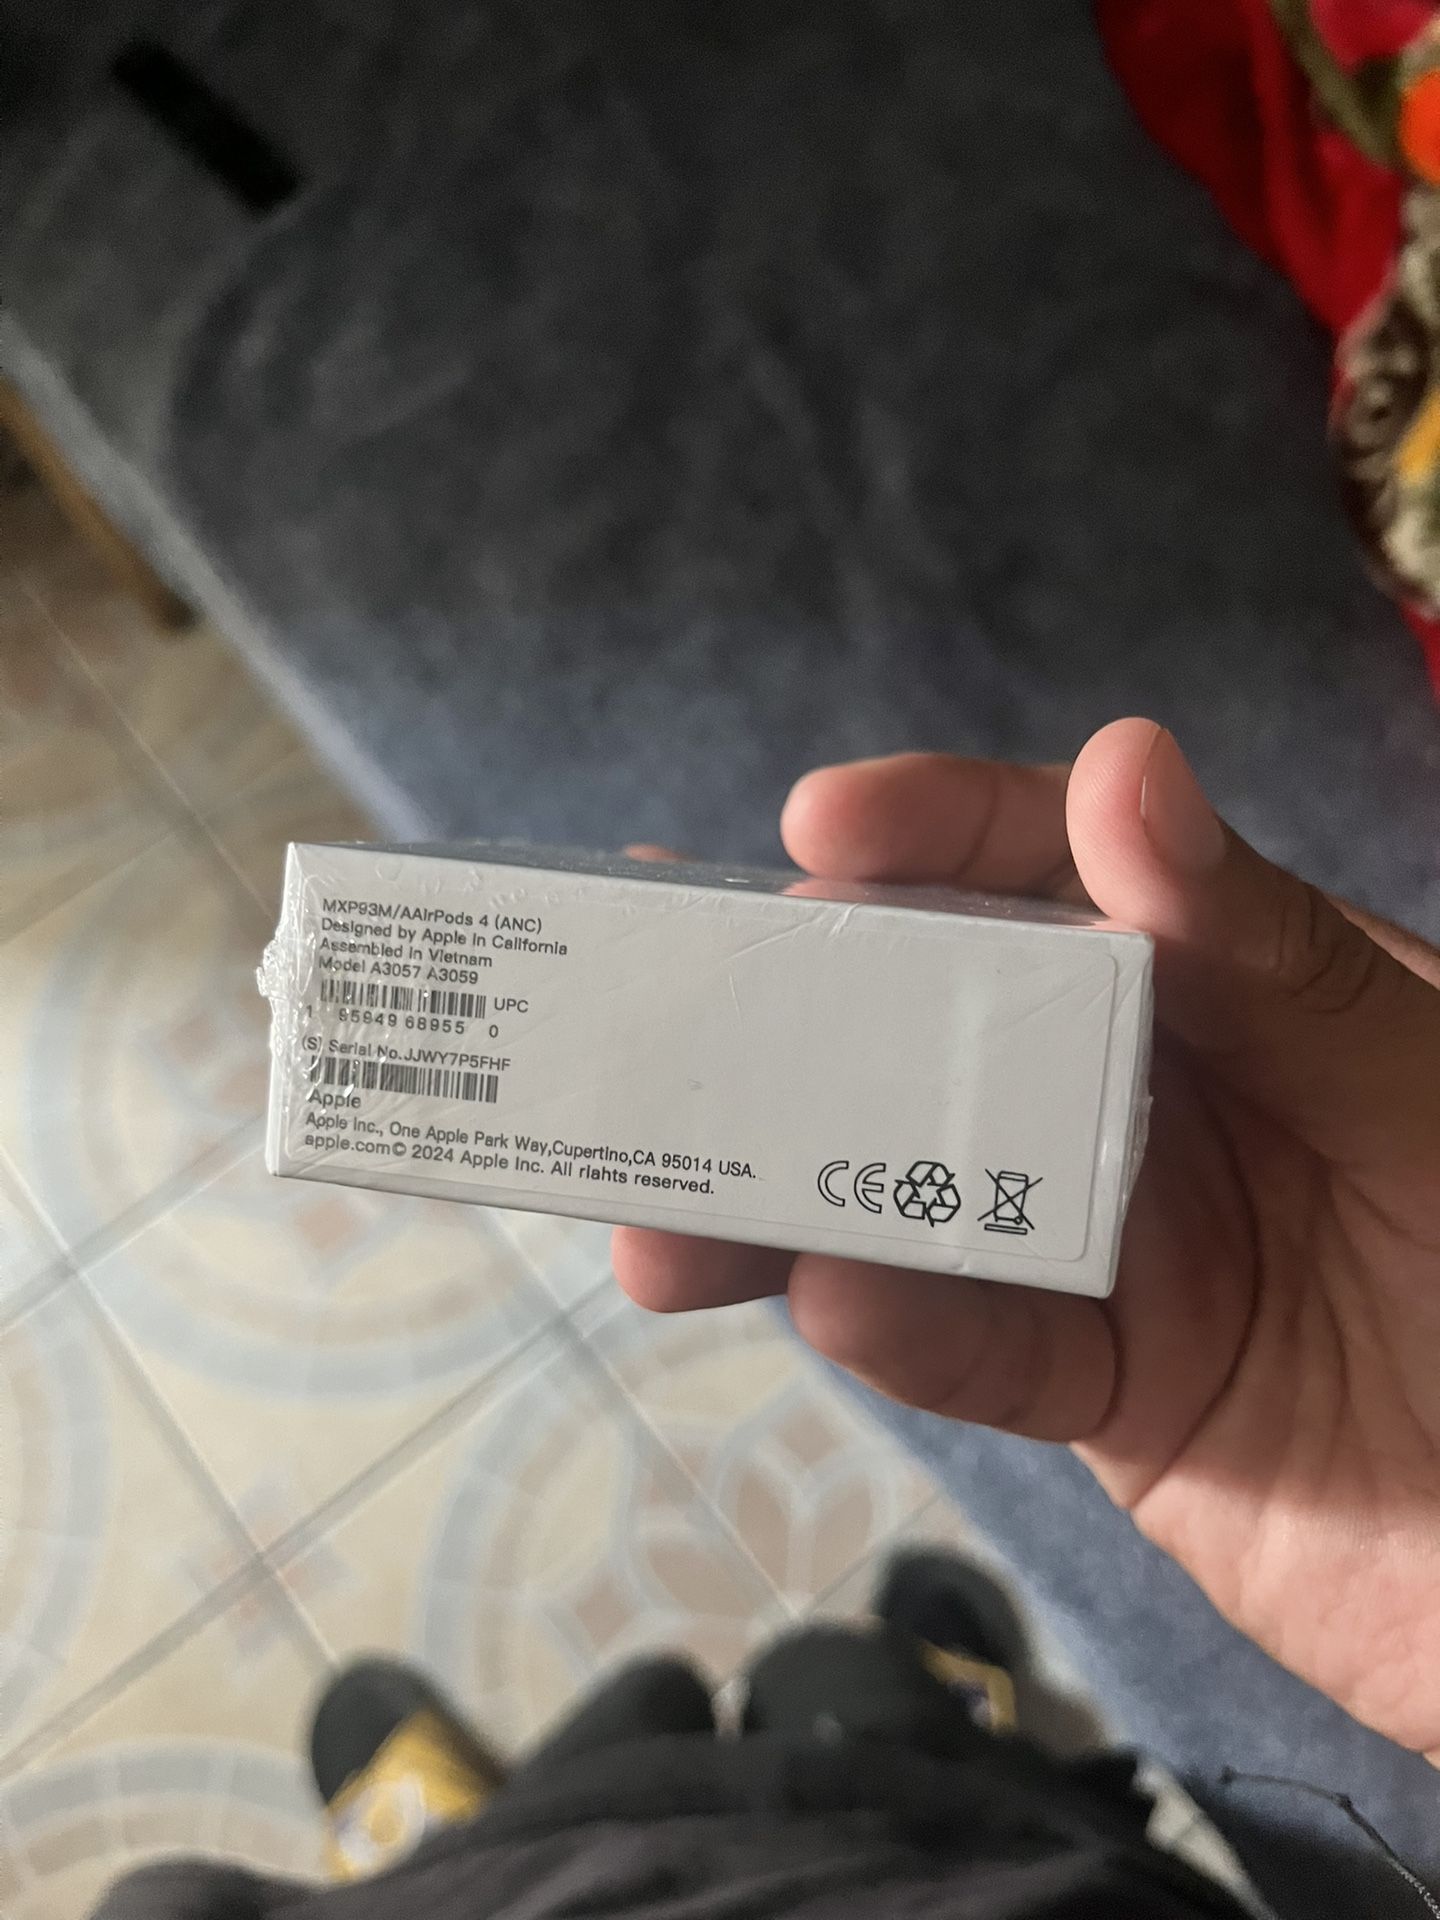 MXP93M/AAirPods 4 (ANC)
Designed by Apple in California
Assembled in Vietnam
Model A3057 A3059
UPC
1 95949 68955 0
(S) Serial No.JJWY7P5FHF
Apple
Apple Inc., One Apple Park Way,Cupertino,CA 95014 USA.
apple.com© 2024 Apple Inc. All riahts reserved.
CE